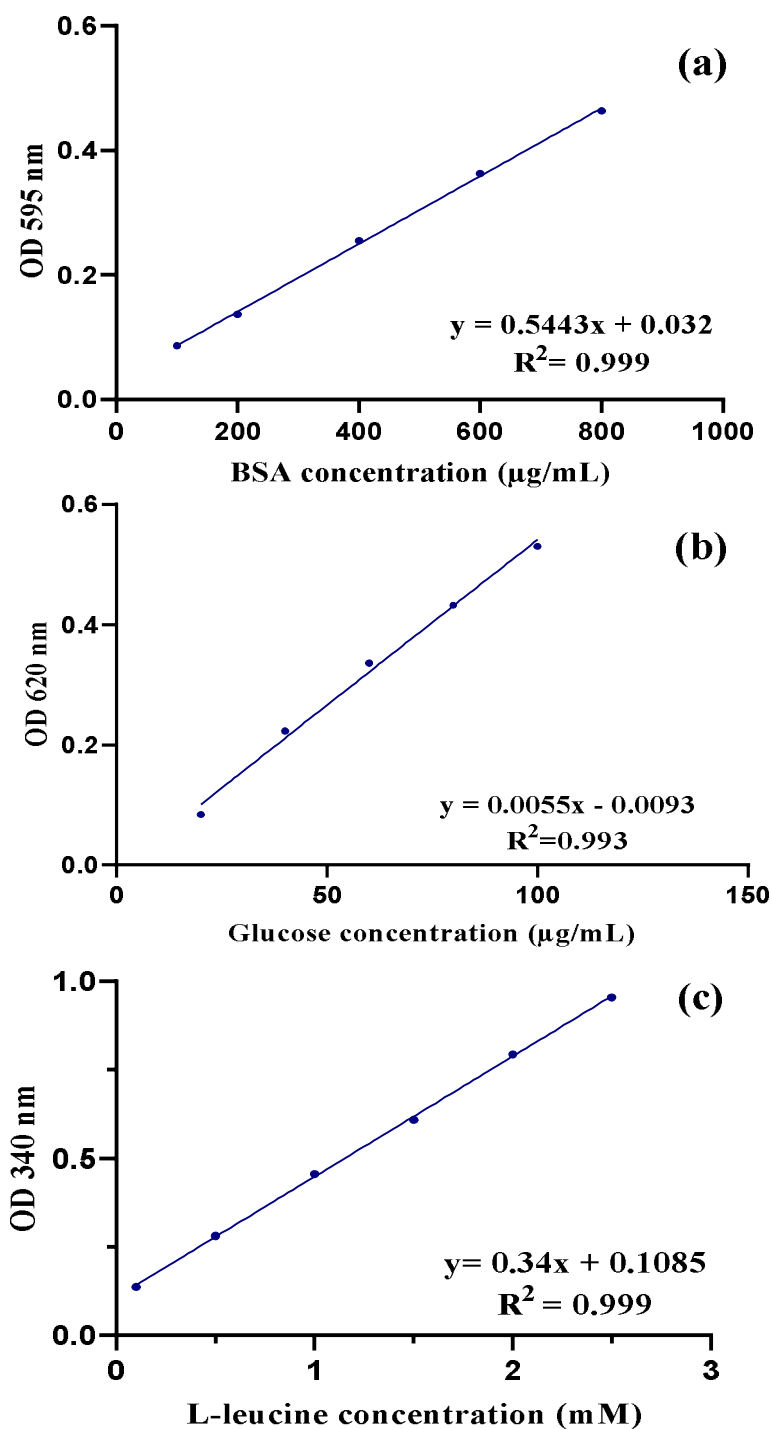 (a)
0.6
0.4
0.2
0.0
OD 595 nm
y = 0.5443x + 0.032
R²= 0.999
0 200 400 600 800 1000
BSA concentration (µg/mL)
(b)
0.6
0.4
0.2
0.0
OD 620 nm
y = 0.0055x - 0.0093
R²=0.993
0 50 100 150
Glucose concentration (µg/mL)
(c)
1.0
0.5
0.0
OD 340 nm
y= 0.34x + 0.1085
R² = 0.999
0 1 2 3
L-leucine concentration (mM)